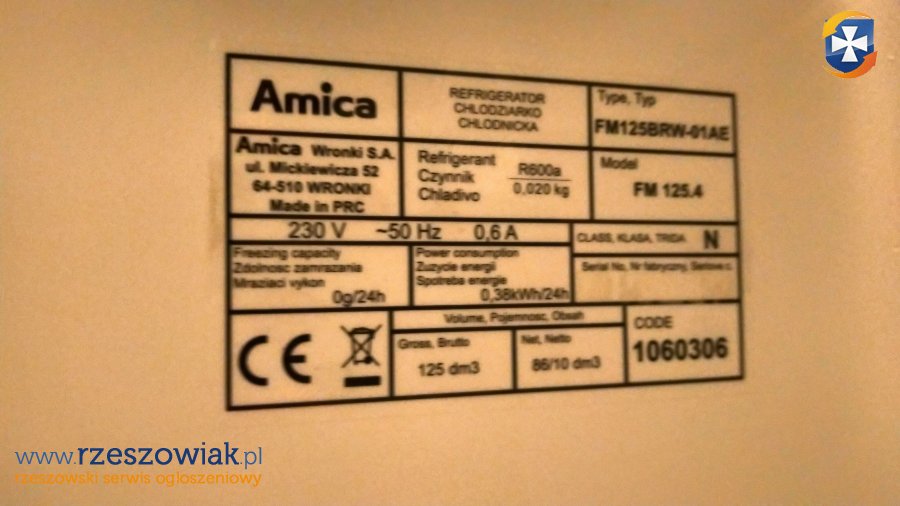 Amica
REFRIGERATOR
CHLODZIARKO
CHLODNICKA
Type, Typ
FM125BRW-01AE
Amica Wronki S.A.
ul. Mickiewicza 52
64-510 WRONKI
Made in PRC
Refrigerant
Czynnik
Chladivo
R600a
0,020 kg
Model
FM 125.4
230 V ~50 Hz 0,6 A
CLASS, KLASA, TRIDA N
Freezing capacity
Zdolnosc zamrazania
Mraziaci vykon
0g/24h
Power consumption
Zuzycie energii
Spotreba energie
0,38kWh/24h
Serial No, Nr fabryczny, Seriove c.
CE
Volume, Pojemnosc, Obsah
Gross, Brutto
125 dm3
Net, Netto
86/10 dm3
CODE
1060306
www.rzeszowiak.pl
rzeszowski serwis ogloszeniowy